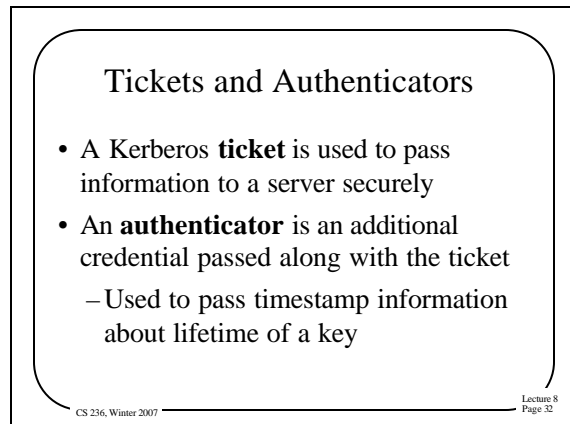 Tickets and Authenticators
• A Kerberos ticket is used to pass
information to a server securely
• An authenticator is an additional
credential passed along with the ticket
–Used to pass timestamp information
about lifetime of a key
CS 236, Winter 2007
Lecture 8
Page 32